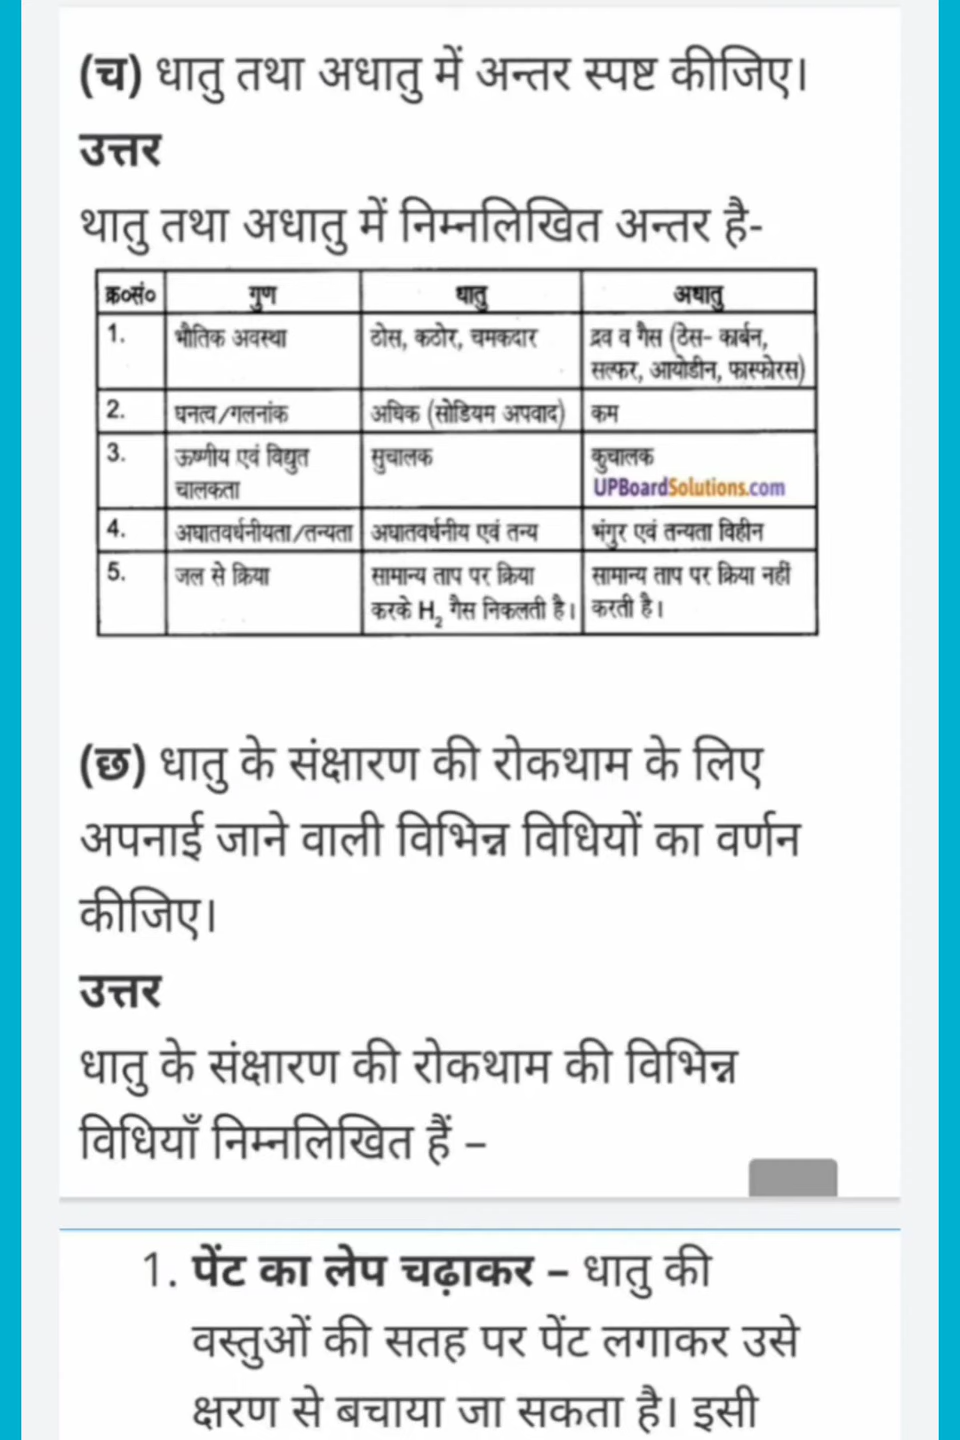 (च) धातु तथा अधातु में अन्तर स्पष्ट कीजिए।
उत्तर
थातु तथा अधातु में निम्नलिखित अन्तर है-
क्र०सं० गुण धातु अधातु
1. भौतिक अवस्था ठोस, कठोर, चमकदार द्रव व गैस (ठेस- कार्बन,
सल्फर, आयोडीन, फास्फोरस)
2. घनत्व/गलनांक अधिक (सोडियम अपवाद) कम
3. ऊष्णीय एवं विद्युत सुचालक कुचालक
चालकता UPBoardSolutions.com
4. अघातवर्धनीयता/तन्यता अघातवर्धनीय एवं तन्य भंगुर एवं तन्यता विहीन
5. जल से क्रिया सामान्य ताप पर क्रिया सामान्य ताप पर क्रिया नहीं
करके H₂ गैस निकलती है। करती है।
(छ) धातु के संक्षारण की रोकथाम के लिए
अपनाई जाने वाली विभिन्न विधियों का वर्णन
कीजिए।
उत्तर
धातु के संक्षारण की रोकथाम की विभिन्न
विधियाँ निम्नलिखित हैं –
1. पेंट का लेप चढ़ाकर – धातु की
वस्तुओं की सतह पर पेंट लगाकर उसे
क्षरण से बचाया जा सकता है। इसी